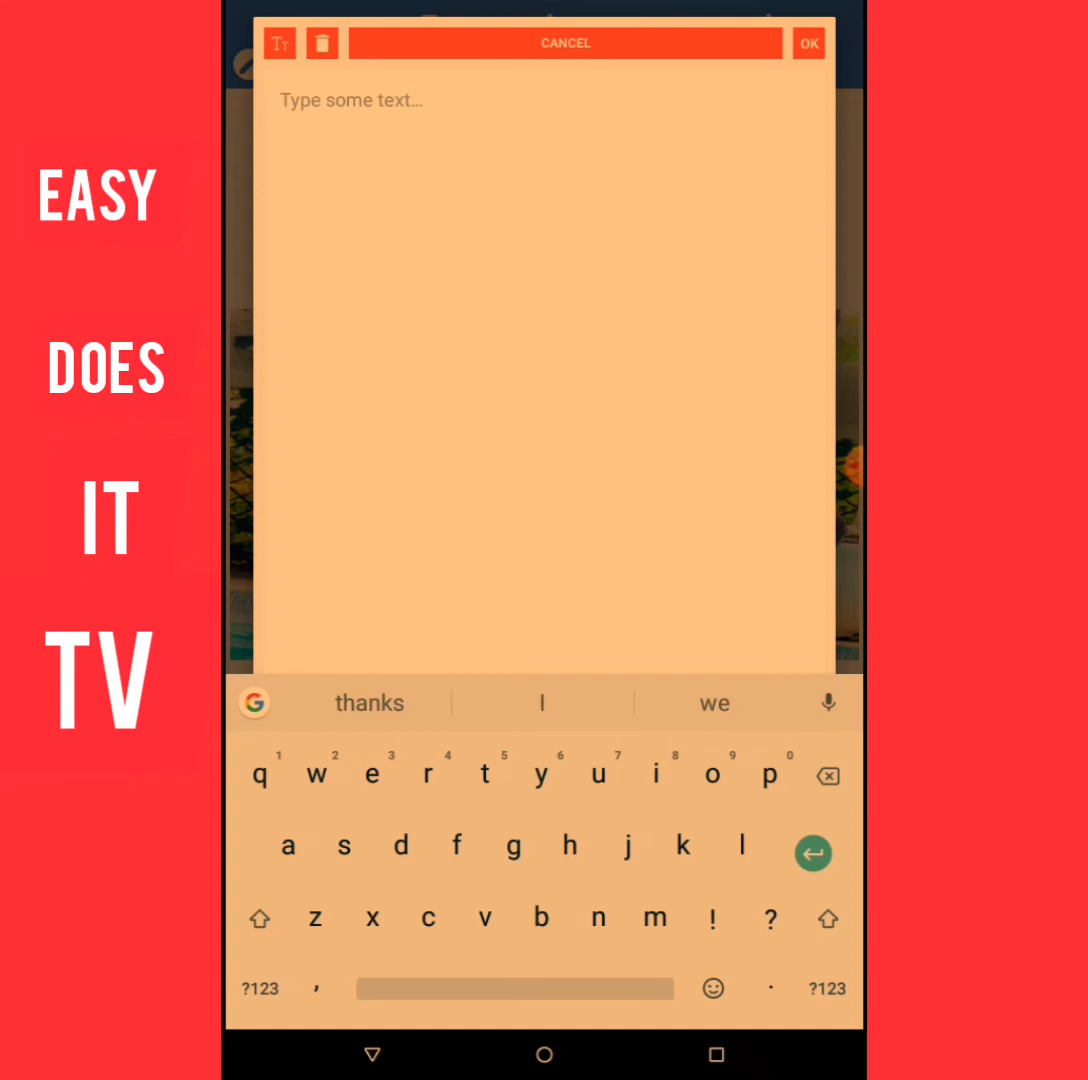 EASY
DOES
IT
TV
TT CANCEL OK
Type some text...
thanks I we
1 2 3 4 5 6 7 8 9 0
q w e r t y u i o p
a s d f g h j k l
z x c v b n m ! ?
?123 , . ?123